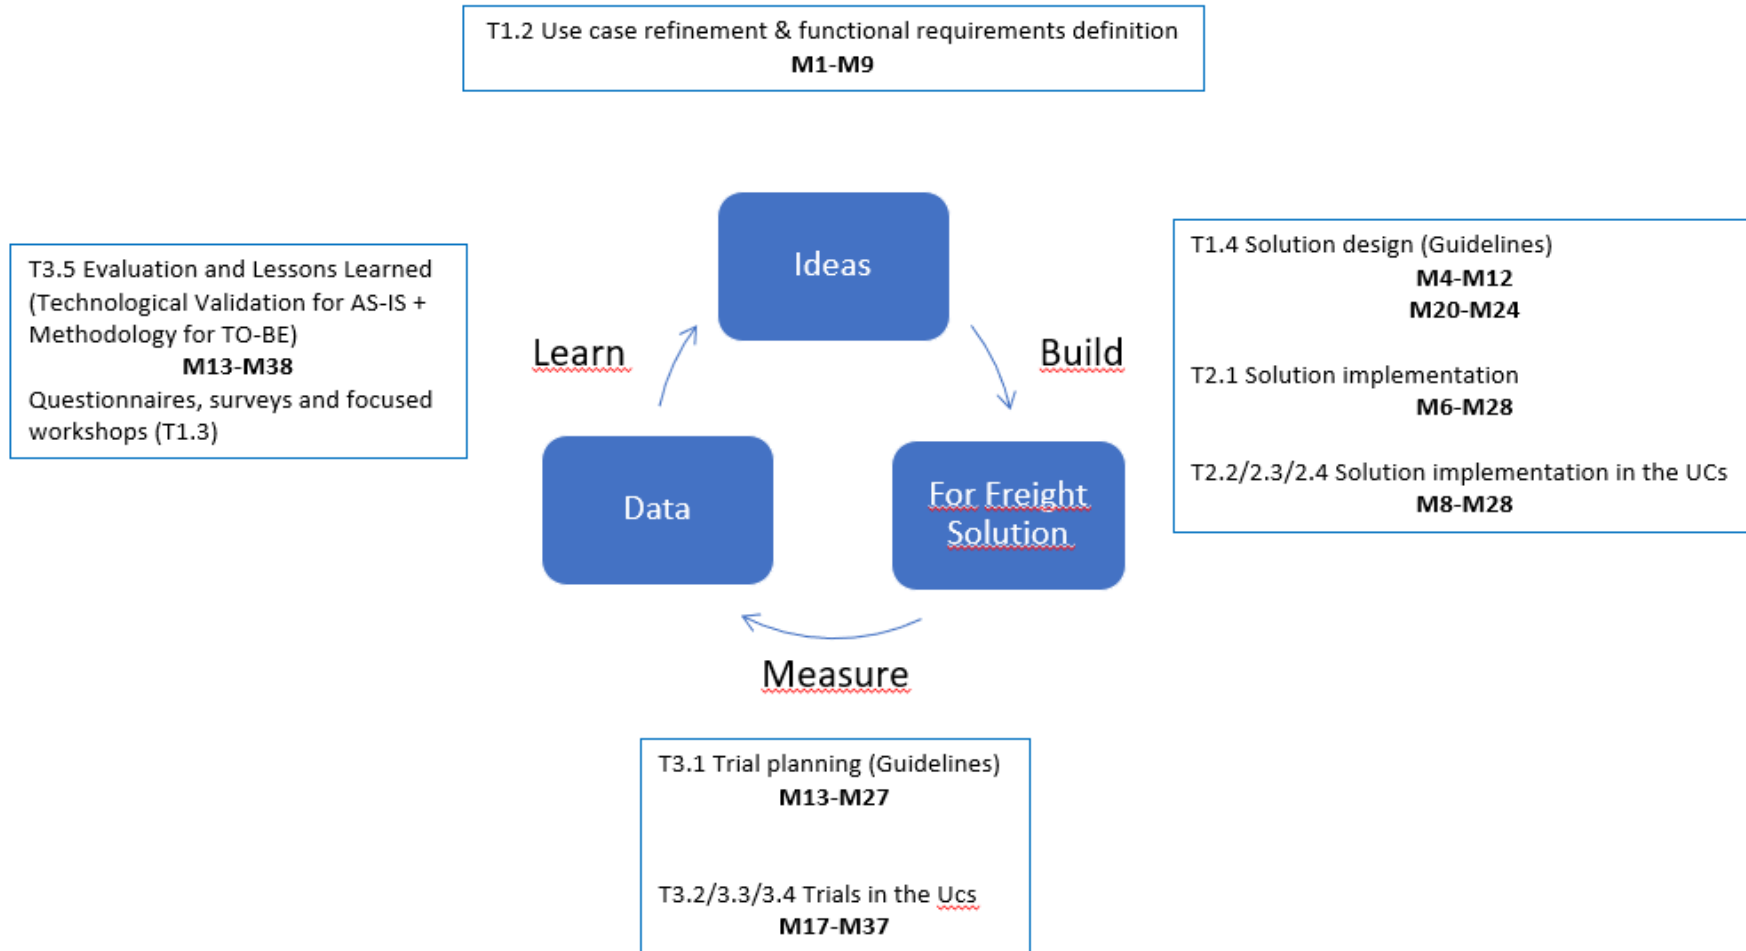 T1.2 Use case refinement & functional requirements definition
M1-M9
Ideas
T1.4 Solution design (Guidelines)
M4-M12
M20-M24
T2.1 Solution implementation
M6-M28
T2.2/2.3/2.4 Solution implementation in the UCs
M8-M28
T3.5 Evaluation and Lessons Learned
(Technological Validation for AS-IS +
Methodology for TO-BE)
M13-M38
Questionnaires, surveys and focused
workshops (T1.3)
Learn
Build
Data
For Freight
Solution
Measure
T3.1 Trial planning (Guidelines)
M13-M27
T3.2/3.3/3.4 Trials in the Ucs
M17-M37